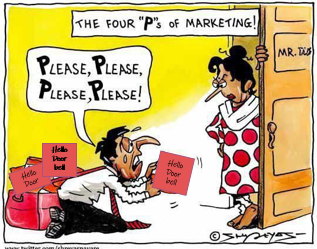 THE FOUR "P"s OF MARKETING!
MR. DAS
PLEASE, PLEASE,
PLEASE, PLEASE!
Hello
Door
bell
Hello
Door
Hello
Door
bell
©
www.twitter.com/